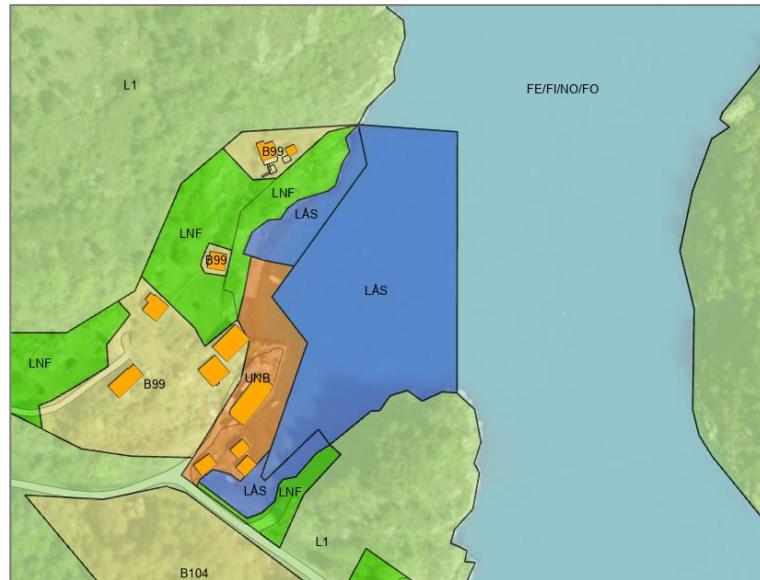 L1
FE/FI/NO/FO
B99
LNF
LÅS
LNF
B99
LÅS
LNF
B99
UNB
LÅS
LNF
L1
B104